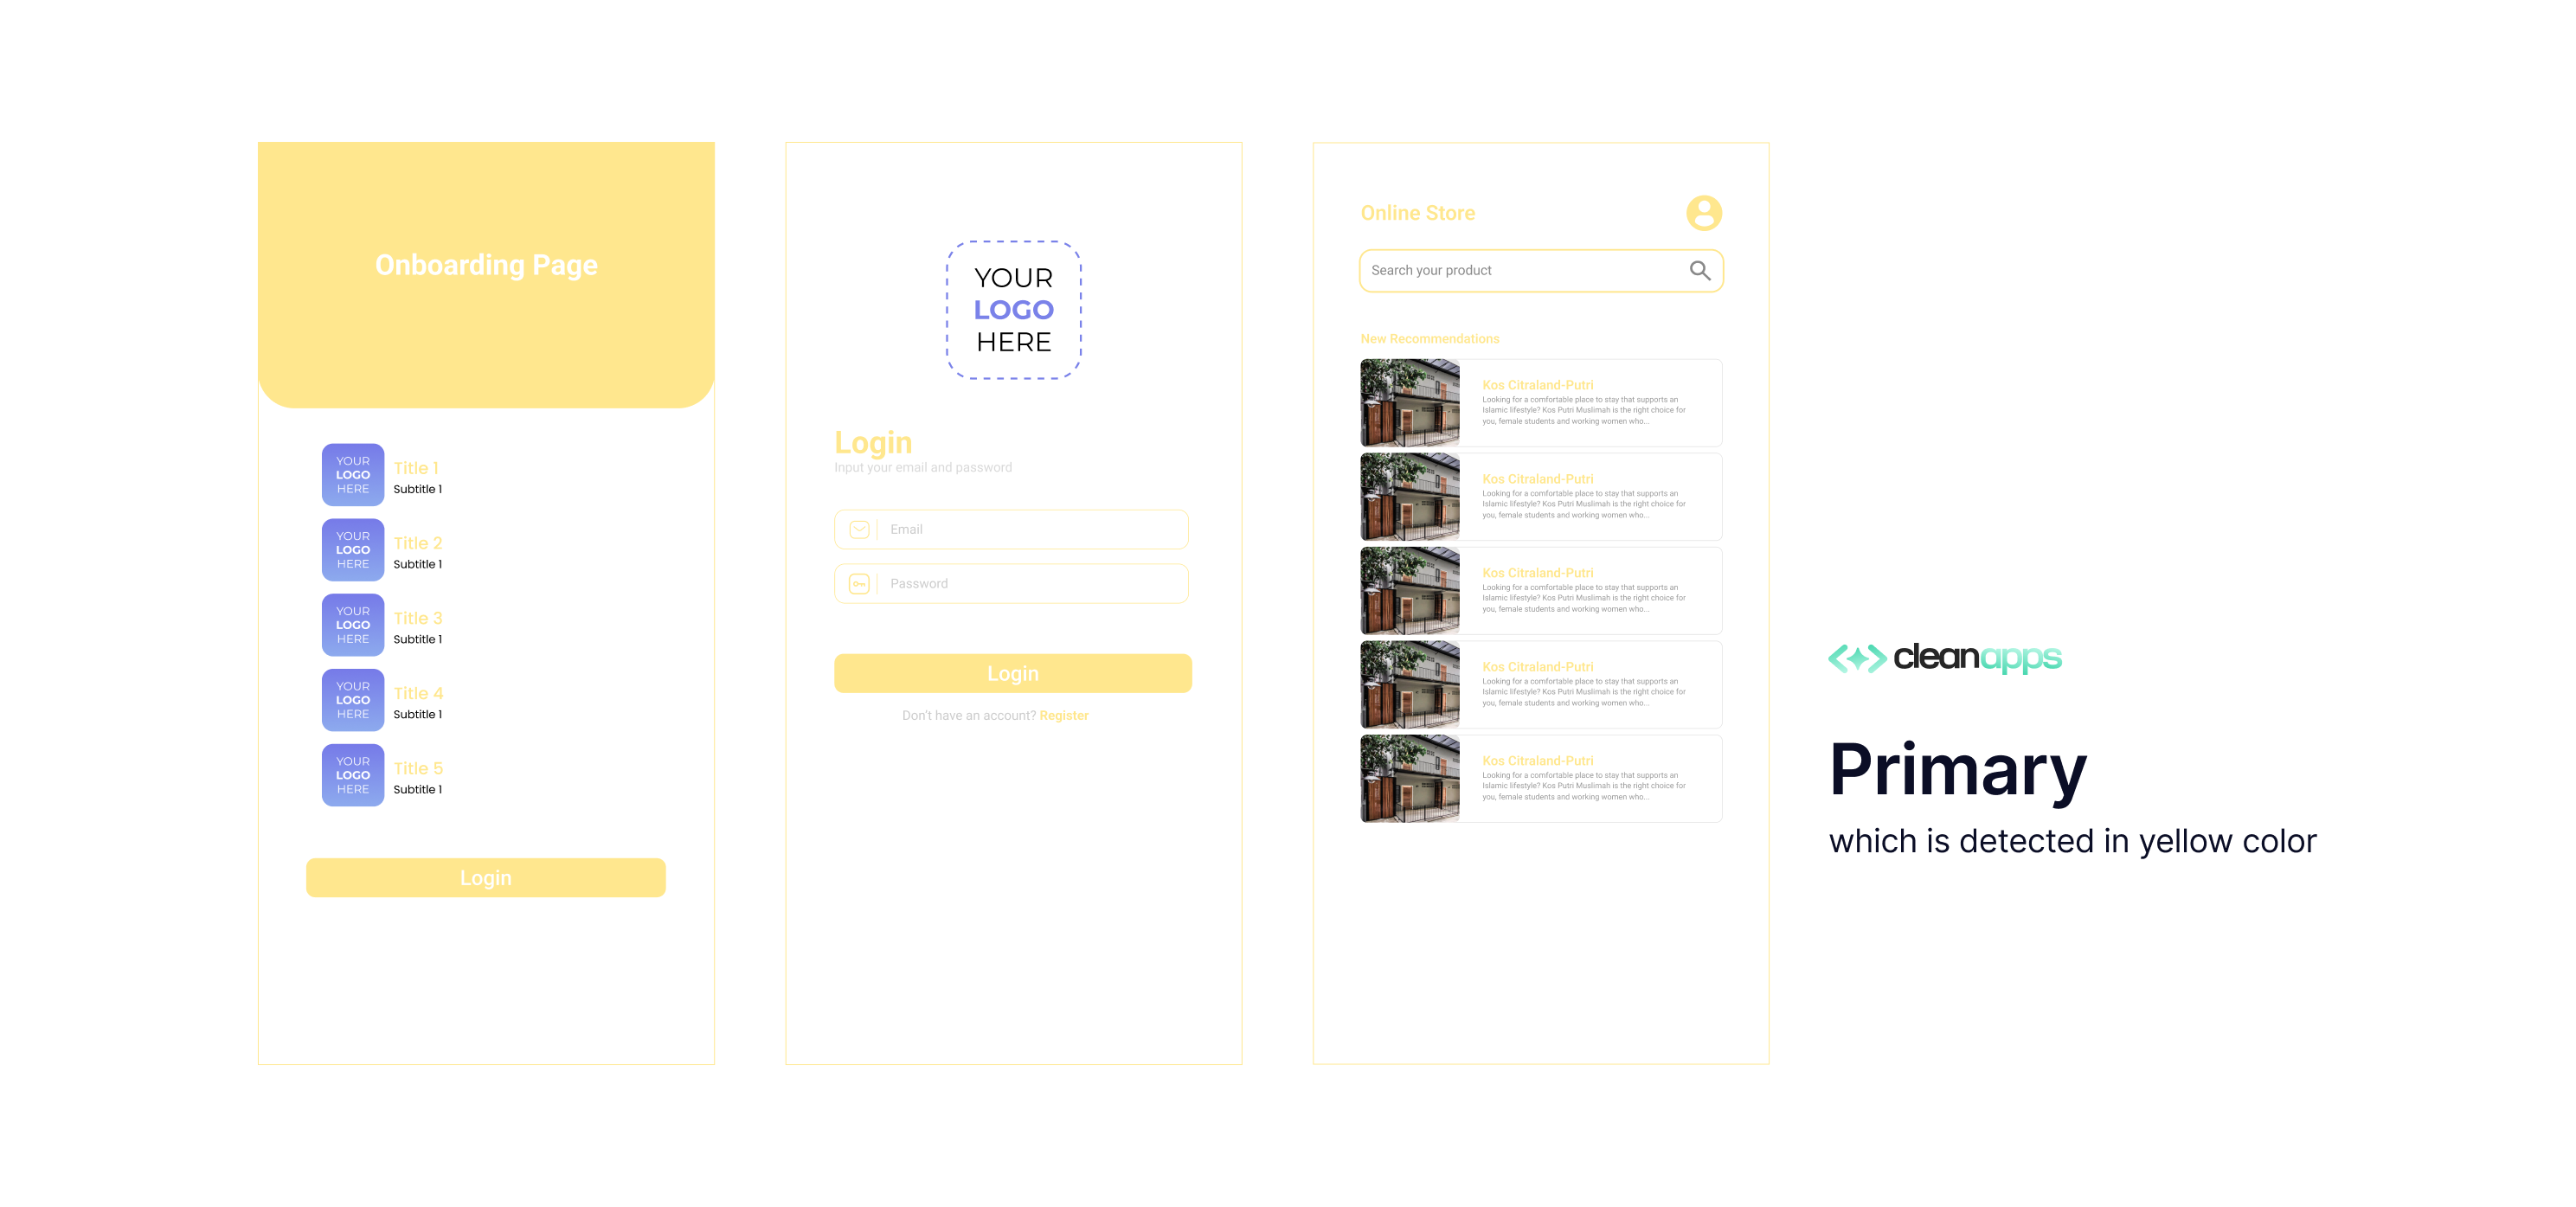 Onboarding Page
YOUR
LOGO
HERE
Title 1
Subtitle 1
YOUR
LOGO
HERE
Title 2
Subtitle 1
YOUR
LOGO
HERE
Title 3
Subtitle 1
YOUR
LOGO
HERE
Title 4
Subtitle 1
YOUR
LOGO
HERE
Title 5
Subtitle 1
Login
YOUR
LOGO
HERE
Login
Input your email and password
Email
Password
Login
Don't have an account? Register
Online Store
Search your product
New Recommendations
Kos Citraland-Putri
Looking for a comfortable place to stay that supports an
Islamic lifestyle? Kos Putri Muslimah is the right choice for
you, female students and working women who...
Kos Citraland-Putri
Looking for a comfortable place to stay that supports an
Islamic lifestyle? Kos Putri Muslimah is the right choice for
you, female students and working women who...
Kos Citraland-Putri
Looking for a comfortable place to stay that supports an
Islamic lifestyle? Kos Putri Muslimah is the right choice for
you, female students and working women who...
Kos Citraland-Putri
Looking for a comfortable place to stay that supports an
Islamic lifestyle? Kos Putri Muslimah is the right choice for
you, female students and working women who...
Kos Citraland-Putri
Looking for a comfortable place to stay that supports an
Islamic lifestyle? Kos Putri Muslimah is the right choice for
you, female students and working women who...
cleanapps
Primary
which is detected in yellow color